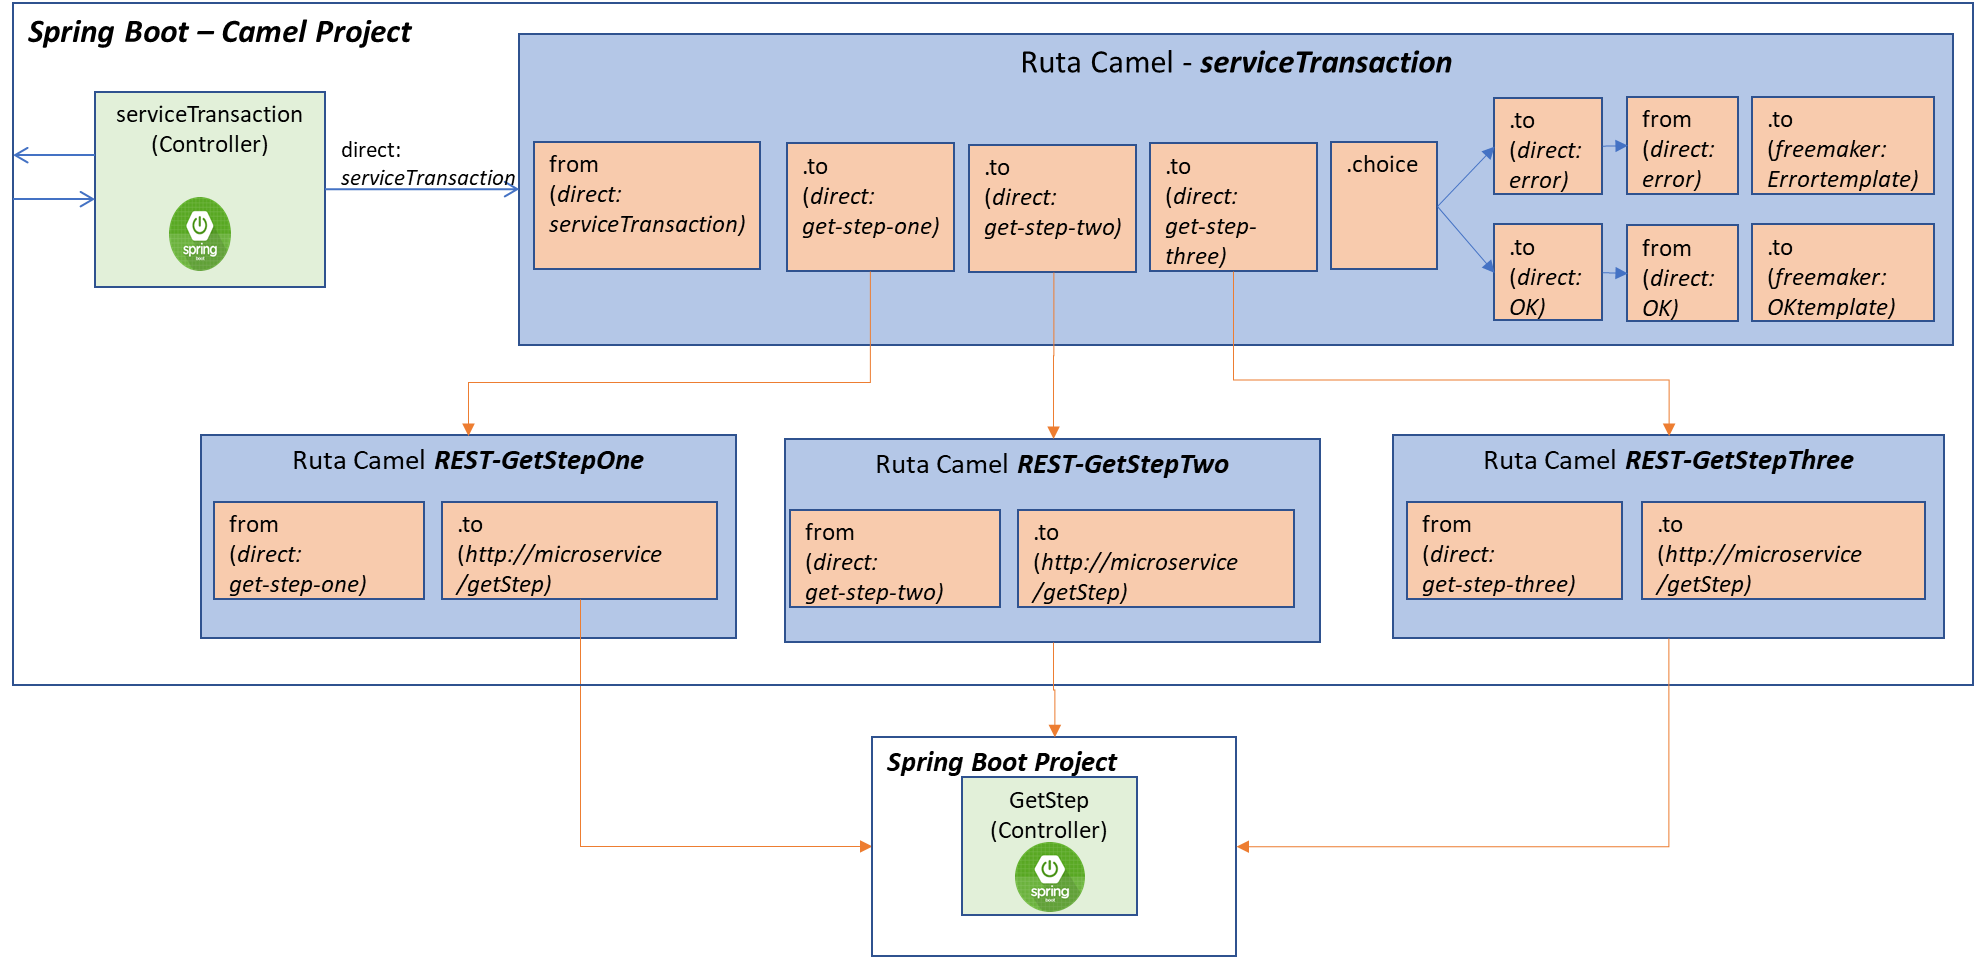 Spring Boot – Camel Project
Ruta Camel - serviceTransaction
serviceTransaction
(Controller)
spring
boot
direct:
serviceTransaction
from
(direct:
serviceTransaction)
.to
(direct:
get-step-one)
.to
(direct:
get-step-two)
.to
(direct:
get-step-
three)
.choice
.to
(direct:
error)
from
(direct:
error)
.to
(freemaker:
Errortemplate)
.to
(direct:
OK)
from
(direct:
OK)
.to
(freemaker:
OKtemplate)
Ruta Camel REST-GetStepOne
from
(direct:
get-step-one)
.to
(http://microservice
/getStep)
Ruta Camel REST-GetStepTwo
from
(direct:
get-step-two)
.to
(http://microservice
/getStep)
Ruta Camel REST-GetStepThree
from
(direct:
get-step-three)
.to
(http://microservice
/getStep)
Spring Boot Project
GetStep
(Controller)
spring
boot